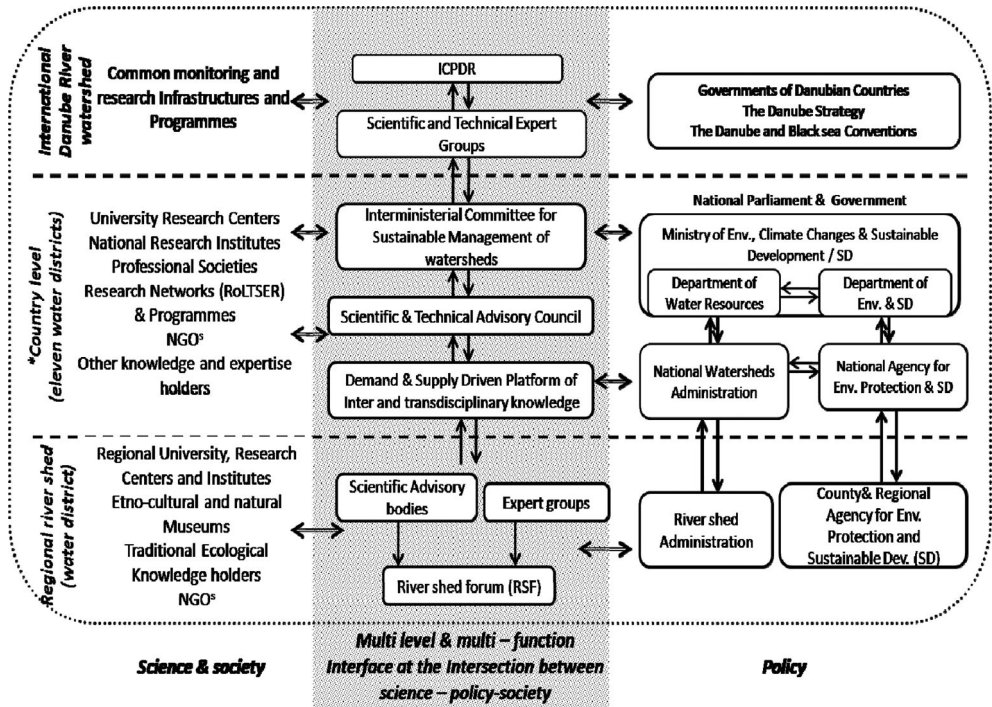 International
Danube River
watershed
Common monitoring and
research Infrastructures and
Programmes
ICPDR
Scientific and Technical Expert
Groups
Governments of Danubian Countries
The Danube Strategy
The Danube and Black sea Conventions
*Country level
(eleven water districts)
University Research Centers
National Research Institutes
Professional Societies
Research Networks (RoLTSER)
& Programmes
NGOs
Other knowledge and expertise
holders
Interministerial Committee for
Sustainable Management of
watersheds
Scientific & Technical Advisory Council
Demand & Supply Driven Platform of
Inter and transdisciplinary knowledge
National Parliament & Government
Ministry of Env., Climate Changes & Sustainable
Development / SD
Department of
Water Resources
Department of
Env. & SD
National Watersheds
Administration
National Agency for
Env. Protection & SD
Regional river shed
(water district)
Regional University, Research
Centers and Institutes
Etno-cultural and natural
Museums
Traditional Ecological
Knowledge holders
NGOs
Scientific Advisory
bodies
Expert groups
River shed forum (RSF)
River shed
Administration
County& Regional
Agency for Env.
Protection and
Sustainable Dev. (SD)
Science & society
Multi level & multi – function
Interface at the Intersection between
science – policy-society
Policy